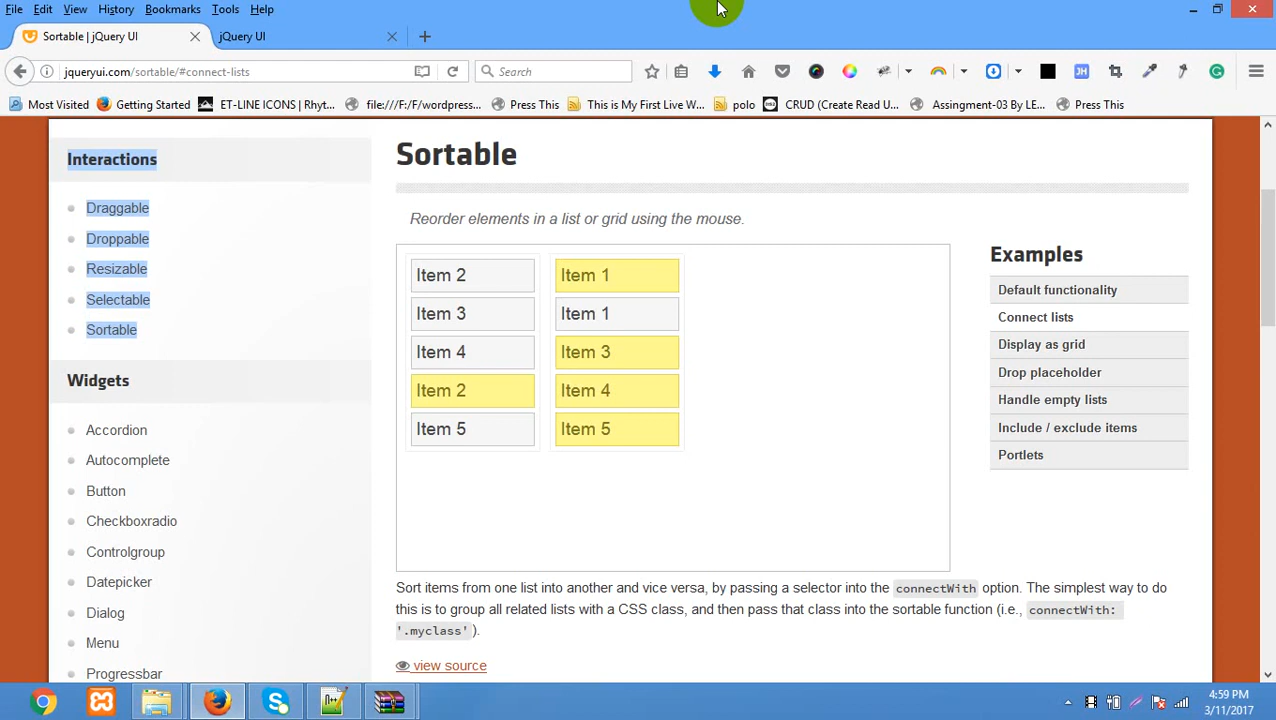 File Edit View History Bookmarks Tools Help
Sortable | jQuery UI
jQuery UI
jqueryui.com/sortable/#connect-lists
Search
JH
Most Visited
Getting Started
ET-LINE ICONS | Rhyt...
file:///F:/F/wordpress...
Press This
This is My First Live W...
polo
CRUD (Create Read U...
Assingment-03 By LE...
Press This
Interactions
Draggable
Droppable
Resizable
Selectable
Sortable
Widgets
Accordion
Autocomplete
Button
Checkboxradio
Controlgroup
Datepicker
Dialog
Menu
Progressbar
Sortable
Reorder elements in a list or grid using the mouse.
Item 2
Item 3
Item 4
Item 2
Item 5
Item 1
Item 1
Item 3
Item 4
Item 5
Examples
Default functionality
Connect lists
Display as grid
Drop placeholder
Handle empty lists
Include / exclude items
Portlets
Sort items from one list into another and vice versa, by passing a selector into the connectWith option. The simplest way to do
this is to group all related lists with a CSS class, and then pass that class into the sortable function (i.e., connectWith:
'.myclass').
view source
4:59 PM
3/11/2017